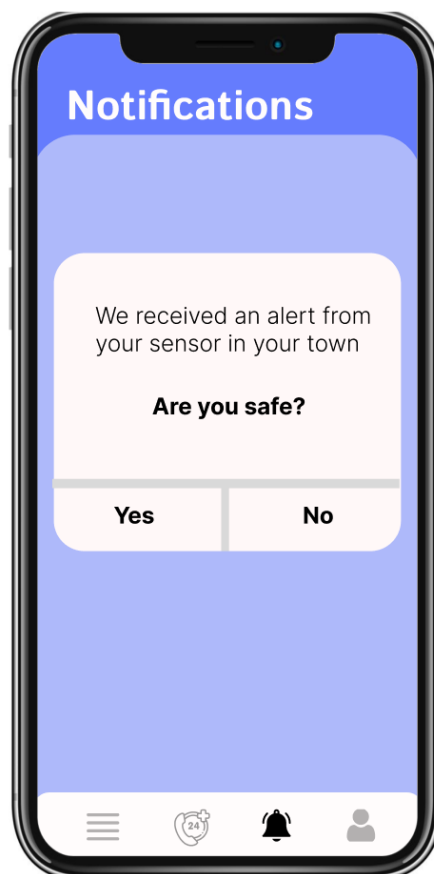 Notifications
We received an alert from
your sensor in your town
Are you safe?
Yes
No
24